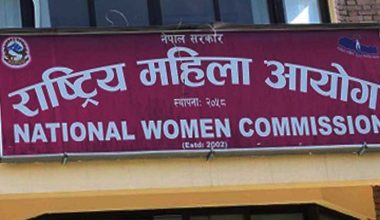 नेपाल सरकार
राष्ट्रिय महिला आयोग
स्थापना: २०५८
NATIONAL WOMEN COMMISSION
(Estd: 2002)